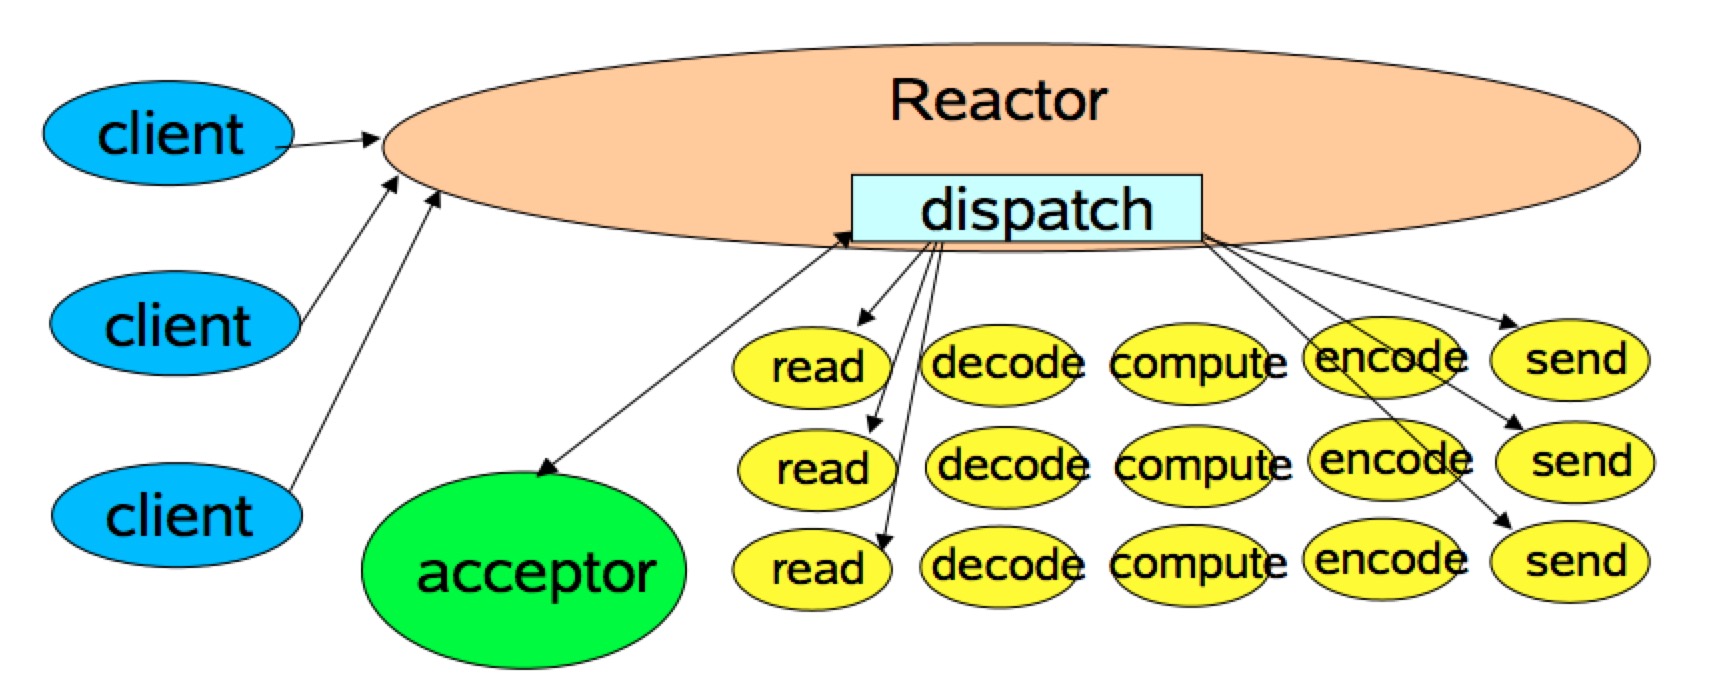 Reactor
client
dispatch
client
client
acceptor
read decode compute encode send
read decode compute encode send
read decode compute encode send